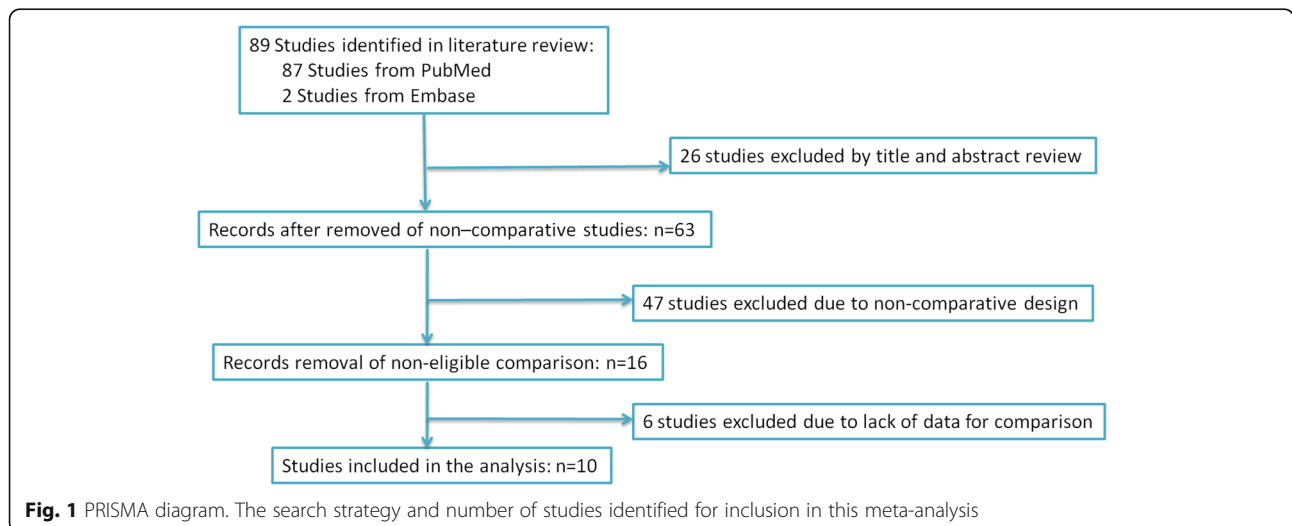 89 Studies identified in literature review:
87 Studies from PubMed
2 Studies from Embase
26 studies excluded by title and abstract review
Records after removed of non–comparative studies: n=63
47 studies excluded due to non-comparative design
Records removal of non-eligible comparison: n=16
6 studies excluded due to lack of data for comparison
Studies included in the analysis: n=10
Fig. 1 PRISMA diagram. The search strategy and number of studies identified for inclusion in this meta-analysis